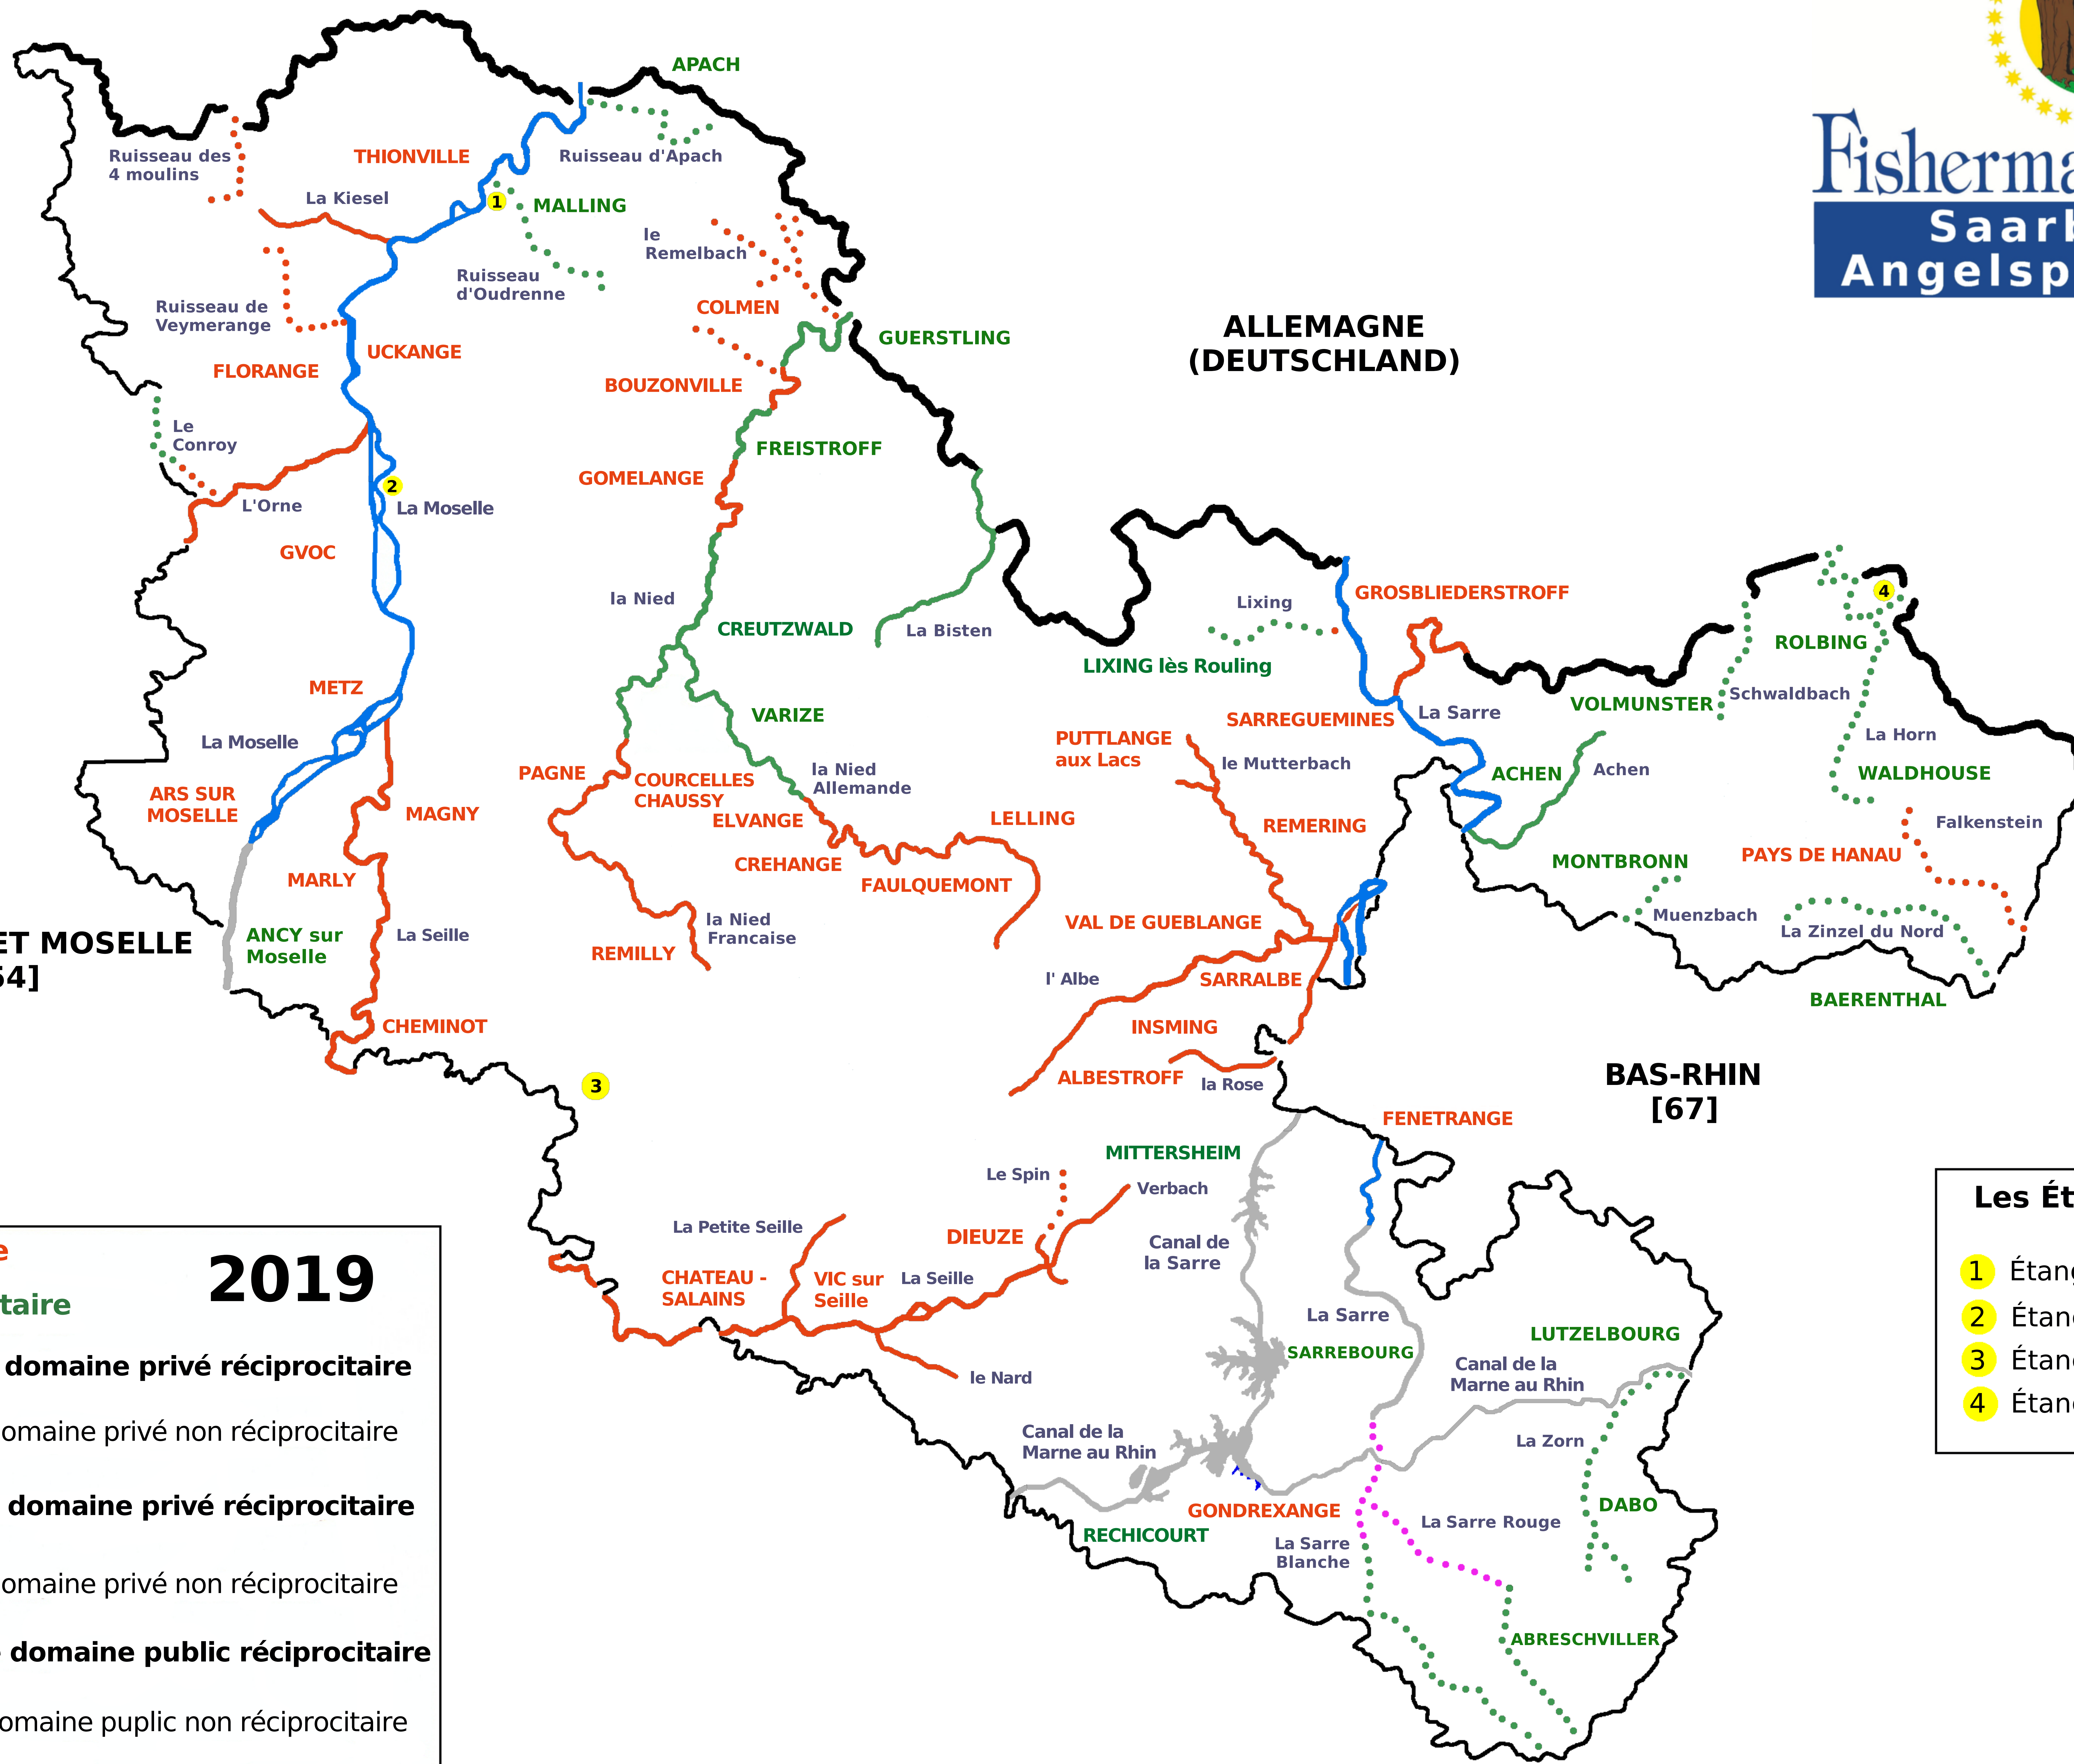 APACH
Ruisseau des
4 moulins
THIONVILLE
Ruisseau d'Apach
La Kiesel
1
MALLING
le
Remelbach
Ruisseau
d'Oudrenne
Ruisseau de
Veymerange
COLMEN
GUERSTLING
UCKANGE
FLORANGE
BOUZONVILLE
Le
Conroy
FREISTROFF
GOMELANGE
2
L'Orne
La Moselle
GVOC
la Nied
CREUTZWALD
La Bisten
METZ
VARIZE
La Moselle
PAGNE
COURCELLES
CHAUSSY
la Nied
Allemande
ARS SUR
MOSELLE
MAGNY
ELVANGE
LELLING
CREHANGE
MARLY
FAULQUEMONT
ANCY sur
Moselle
La Seille
la Nied
Francaise
REMILLY
ET MOSELLE
54]
CHEMINOT
3
Fisherma
Saarb
Angelsp
ALLEMAGNE
(DEUTSCHLAND)
Lixing
GROSBLIEDERSTROFF
4
ROLBING
LIXING lès Rouling
Schwaldbach
VOLMUNSTER
SARREGUEMINES
La Sarre
PUTTLANGE
aux Lacs
le Mutterbach
La Horn
ACHEN
Achen
WALDHOUSE
REMERING
Falkenstein
MONTBRONN
PAYS DE HANAU
VAL DE GUEBLANGE
Muenzbach
La Zinzel du Nord
l' Albe
SARRALBE
BAERENTHAL
INSMING
ALBESTROFF
la Rose
BAS-RHIN
[67]
FENETRANGE
MITTERSHEIM
Le Spin
Verbach
La Petite Seille
DIEUZE
Canal de
la Sarre
CHATEAU -
SALAINS
VIC sur
Seille
La Seille
La Sarre
LUTZELBOURG
SARREBOURG
Canal de la
Marne au Rhin
le Nard
Canal de la
Marne au Rhin
La Zorn
GONDREXANGE
DABO
RECHICOURT
La Sarre Rouge
La Sarre
Blanche
ABRESCHVILLER
e
2019
taire
domaine privé réciprocitaire
omaine privé non réciprocitaire
domaine privé réciprocitaire
omaine privé non réciprocitaire
domaine public réciprocitaire
omaine puplic non réciprocitaire
Les Ét
1 Étang
2 Étang
3 Étang
4 Étang